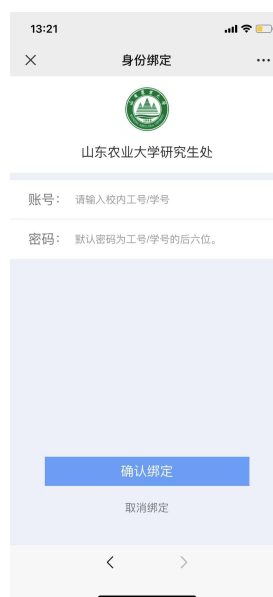 13:21
身份绑定
山东农业大学研究生处
账号： 请输入校内工号/学号
密码： 默认密码为工号/学号的后六位。
确认绑定
取消绑定